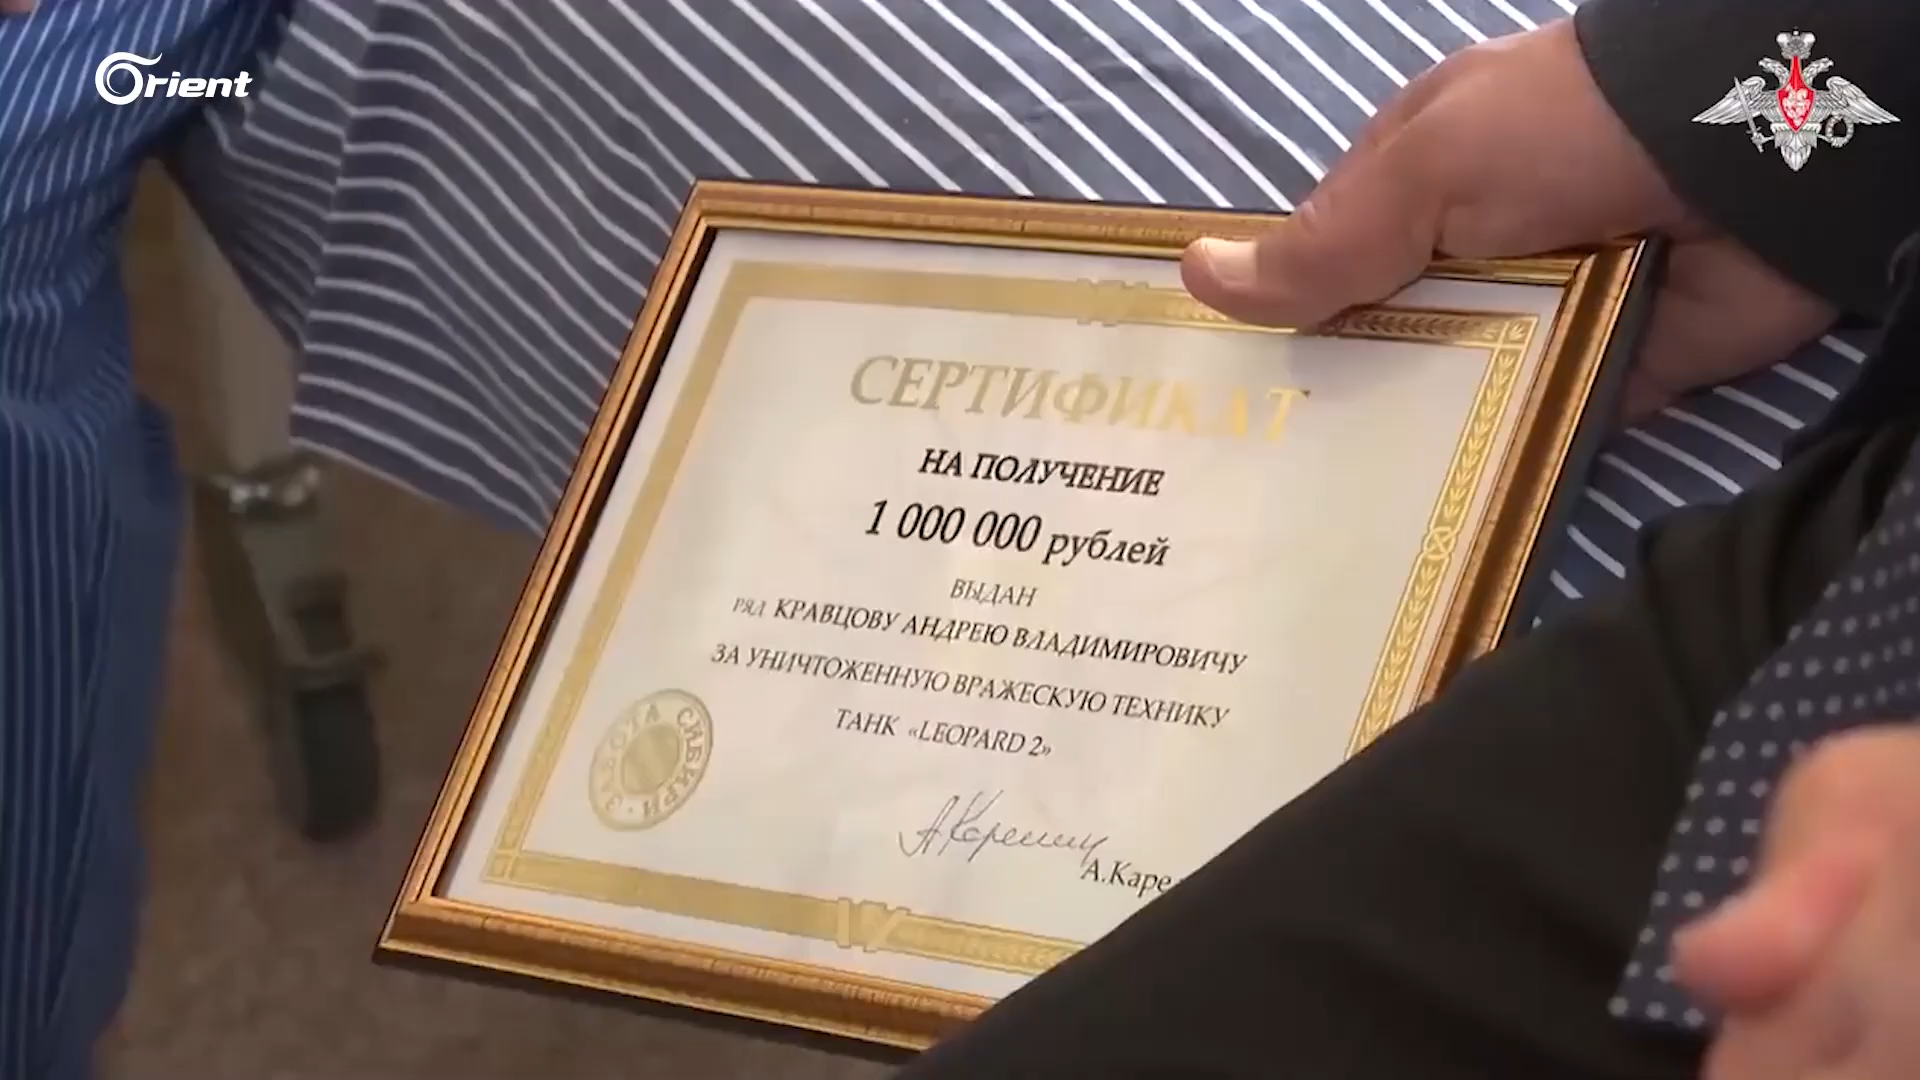 Orient
СЕРТИФИКАТ
НА ПОЛУЧЕНИЕ
1 000 000 рублей
ВЫДАН
РЯД КРАВЦОВУ АНДРЕЮ ВЛАДИМИРОВИЧУ
ЗА УНИЧТОЖЕННУЮ ВРАЖЕСКУЮ ТЕХНИКУ
ТАНК «LEOPARD 2»
ЗАБОТА СИБИРИ
А.Каре